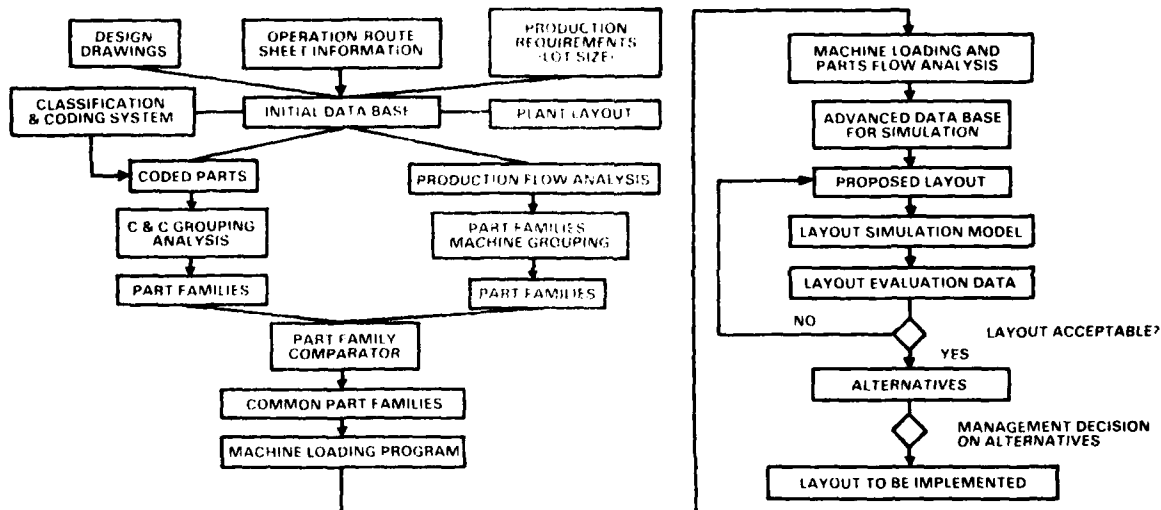 DESIGN
DRAWINGS
OPERATION ROUTE
SHEET INFORMATION
PRODUCTION
REQUIREMENTS
(LOT SIZE)
CLASSIFICATION
& CODING SYSTEM
INITIAL DATA BASE
PLANT LAYOUT
CODED PARTS
PRODUCTION FLOW ANALYSIS
C & C GROUPING
ANALYSIS
PART FAMILIES
MACHINE GROUPING
PART FAMILIES
PART FAMILIES
PART FAMILY
COMPARATOR
COMMON PART FAMILIES
MACHINE LOADING PROGRAM
MACHINE LOADING AND
PARTS FLOW ANALYSIS
ADVANCED DATA BASE
FOR SIMULATION
PROPOSED LAYOUT
LAYOUT SIMULATION MODEL
LAYOUT EVALUATION DATA
NO
LAYOUT ACCEPTABLE?
YES
ALTERNATIVES
MANAGEMENT DECISION
ON ALTERNATIVES
LAYOUT TO BE IMPLEMENTED